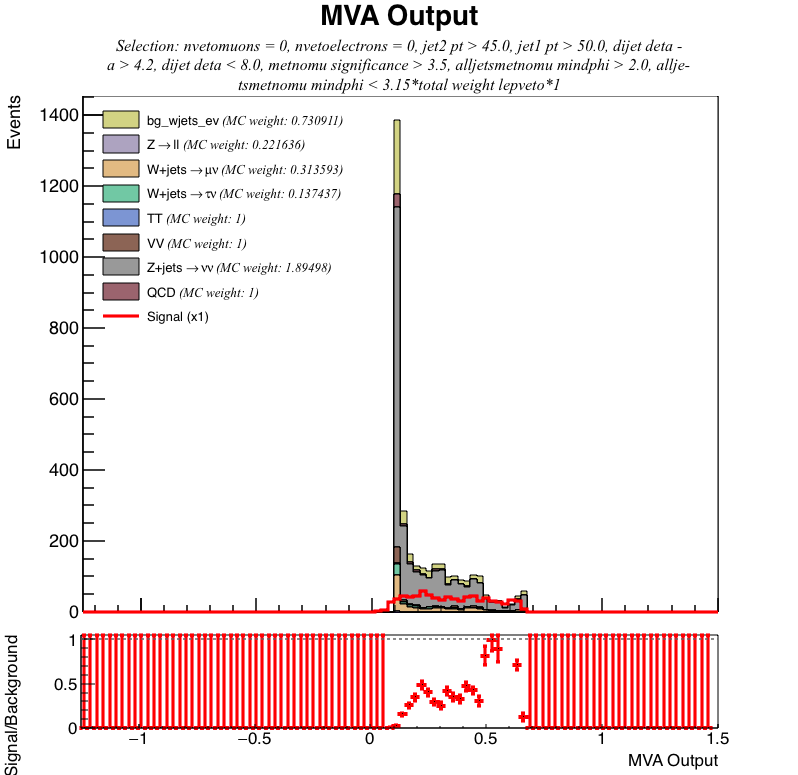 MVA Output
Selection: nvetomuons = 0, nvetoelectrons = 0, jet2 pt > 45.0, jet1 pt > 50.0, dijet deta -
a > 4.2, dijet deta < 8.0, metnomu significance > 3.5, alljetsmetnomu mindphi > 2.0, allje-
tsmetnomu mindphi < 3.15*total weight lepveto*1
Events
1400
1200
1000
800
600
400
200
0
bg_wjets_ev (MC weight: 0.730911)
Z → ll (MC weight: 0.221636)
W+jets → μν (MC weight: 0.313593)
W+jets → τν (MC weight: 0.137437)
TT (MC weight: 1)
VV (MC weight: 1)
Z+jets → νν (MC weight: 1.89498)
QCD (MC weight: 1)
Signal (x1)
Signal/Background
1
0.5
0
−1 −0.5 0 0.5 1 1.5
MVA Output